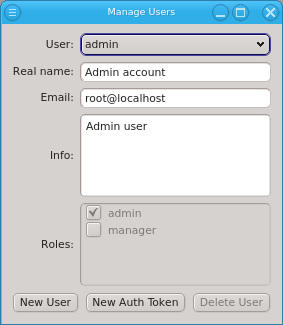 Manage Users
User: admin
Real name: Admin account
Email: root@localhost
Info: Admin user
Roles: admin
manager
New User New Auth Token Delete User